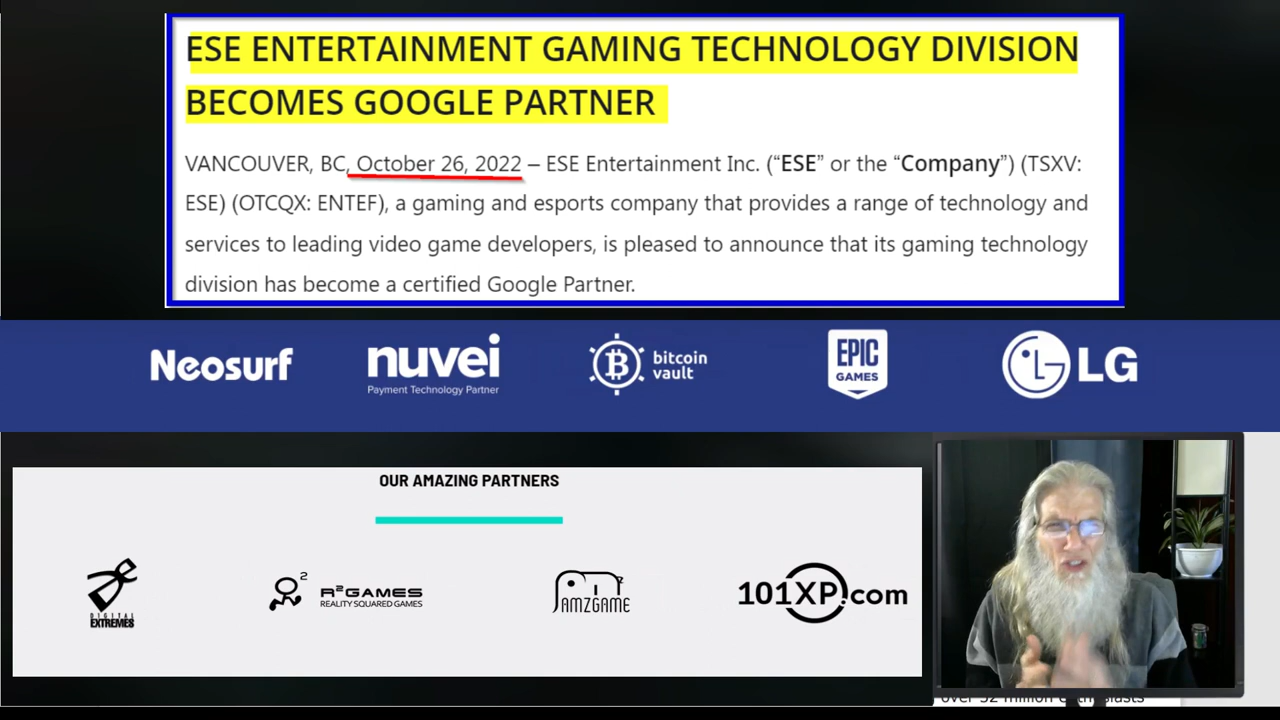 ESE ENTERTAINMENT GAMING TECHNOLOGY DIVISION
BECOMES GOOGLE PARTNER
VANCOUVER, BC, October 26, 2022 – ESE Entertainment Inc. (“ESE” or the “Company”) (TSXV:
ESE) (OTCQX: ENTEF), a gaming and esports company that provides a range of technology and
services to leading video game developers, is pleased to announce that its gaming technology
division has become a certified Google Partner.
Neosurf
nuvei
Payment Technology Partner
bitcoin
vault
EPIC
GAMES
LG
OUR AMAZING PARTNERS
DIGITAL
EXTREMES
R²GAMES
REALITY SQUARED GAMES
AMZGAME
101XP.com
over 52 million